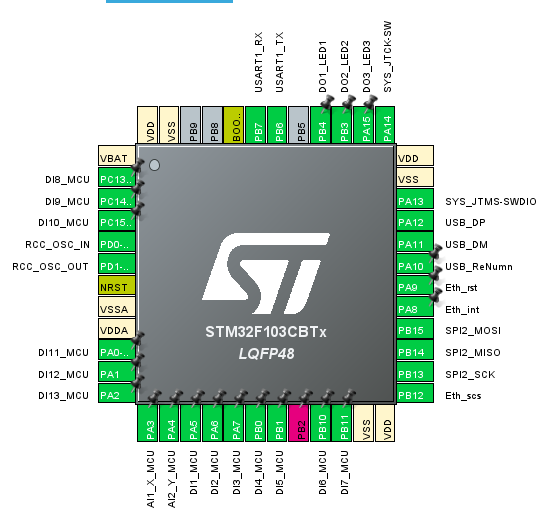 USART1_RX
USART1_TX
DO1_LED1
DO2_LED2
DO3_LED3
SYS_JTCK-SW
VDD
VSS
PB9
PB8
BOO..
PB7
PB6
PB5
PB4
PB3
PA15
PA14
VBAT
DI8_MCU PC13..
DI9_MCU PC14..
DI10_MCU PC15..
RCC_OSC_IN PD0-..
RCC_OSC_OUT PD1-..
NRST
VSSA
VDDA
DI11_MCU PA0-..
DI12_MCU PA1
DI13_MCU PA2
ST
STM32F103CBTx
LQFP48
VDD
VSS
PA13 SYS_JTMS-SWDIO
PA12 USB_DP
PA11 USB_DM
PA10 USB_ReNumn
PA9 Eth_rst
PA8 Eth_int
PB15 SPI2_MOSI
PB14 SPI2_MISO
PB13 SPI2_SCK
PB12 Eth_scs
PA3
PA4
PA5
PA6
PA7
PB0
PB1
PB2
PB10
PB11
VSS
VDD
AI1_X_MCU
AI2_Y_MCU
DI1_MCU
DI2_MCU
DI3_MCU
DI4_MCU
DI5_MCU
DI6_MCU
DI7_MCU